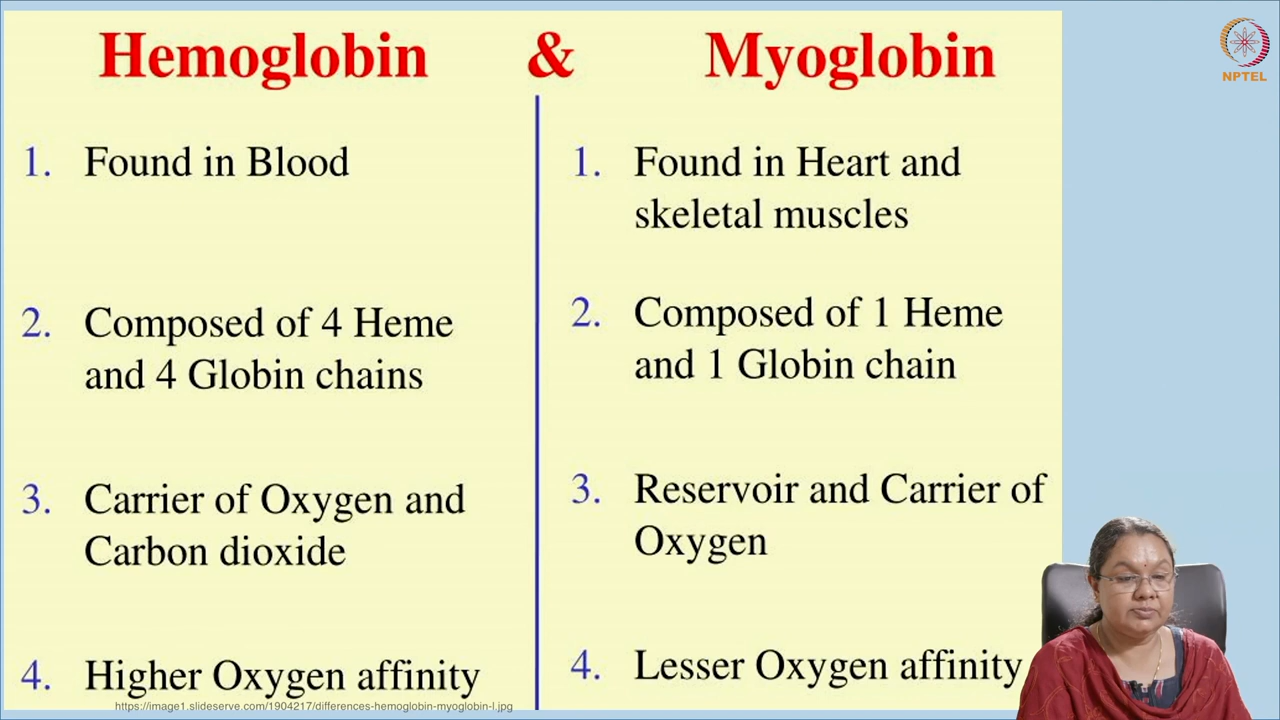 Hemoglobin & Myoglobin
1. Found in Blood
2. Composed of 4 Heme
and 4 Globin chains
3. Carrier of Oxygen and
Carbon dioxide
4. Higher Oxygen affinity
1. Found in Heart and
skeletal muscles
2. Composed of 1 Heme
and 1 Globin chain
3. Reservoir and Carrier of
Oxygen
4. Lesser Oxygen affinity
https://image1.slideserve.com/1904217/differences-hemoglobin-myoglobin-l.jpg
NPTEL